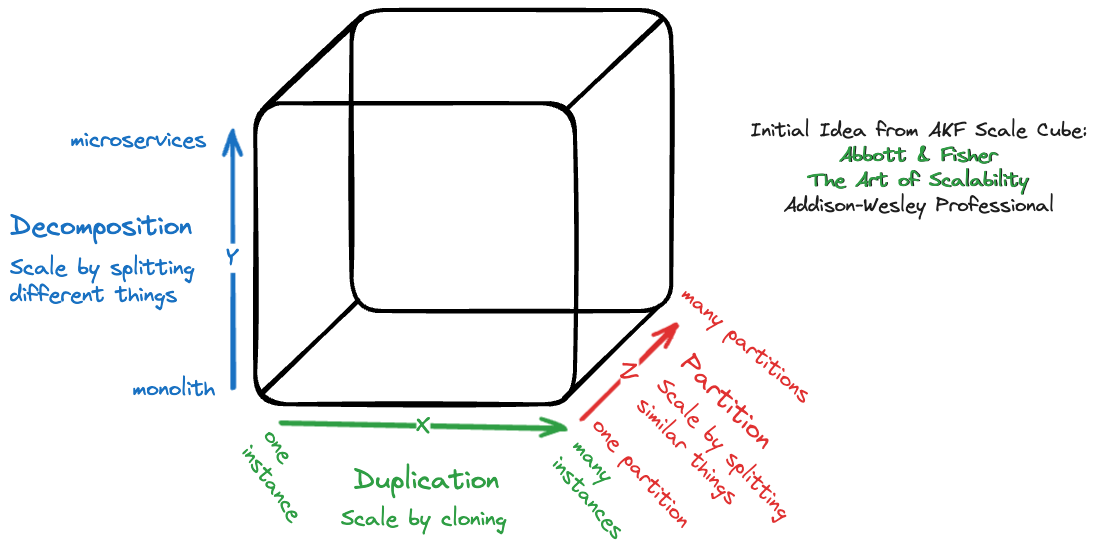 microservices
Decomposition
Y
Scale by splitting
different things
monolith
X
one
instance
many
instances
Duplication
Scale by cloning
Z
many partitions
Partition
Scale by splitting
similar things
one partition
Initial Idea from AKF Scale Cube:
Abbott & Fisher
The Art of Scalability
Addison-Wesley Professional